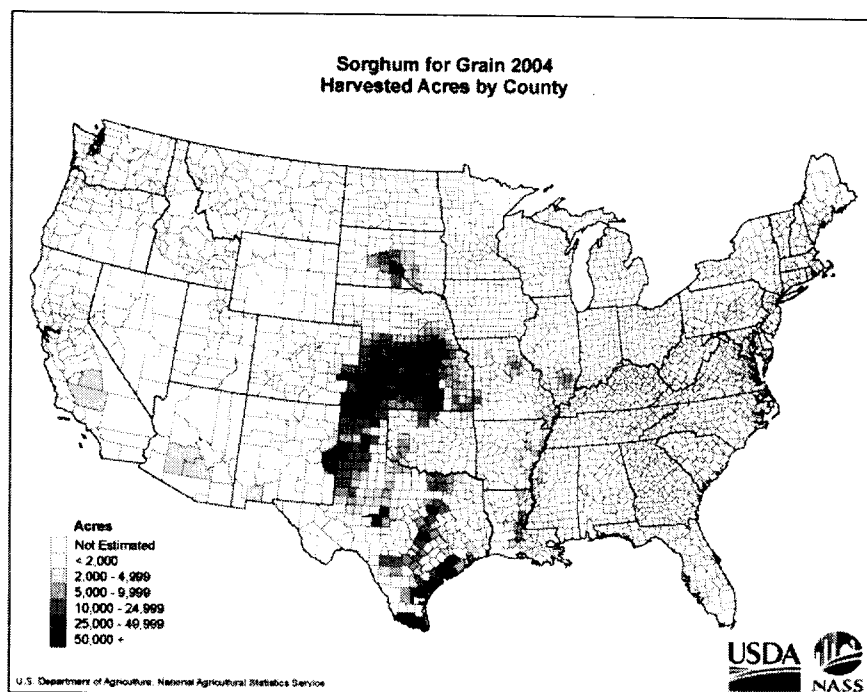 Sorghum for Grain 2004
Harvested Acres by County
Acres
Not Estimated
< 2,000
2,000 - 4,999
5,000 - 9,999
10,000 - 24,999
25,000 - 49,999
50,000 +
U.S. Department of Agriculture, National Agricultural Statistics Service
USDA
NASS